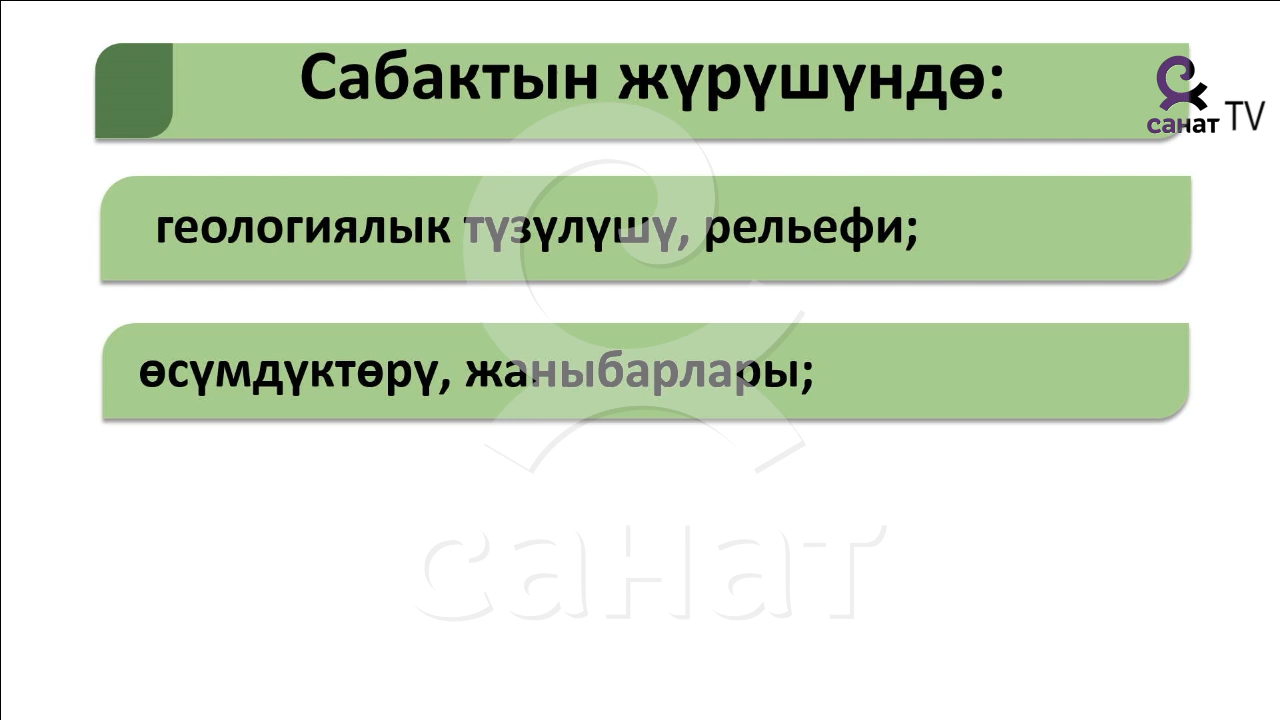 Сабактын жүрүшүндө:
санат TV
геологиялык түзүлүшү, рельефи;
өсүмдүктөрү, жаныбарлары;
санат